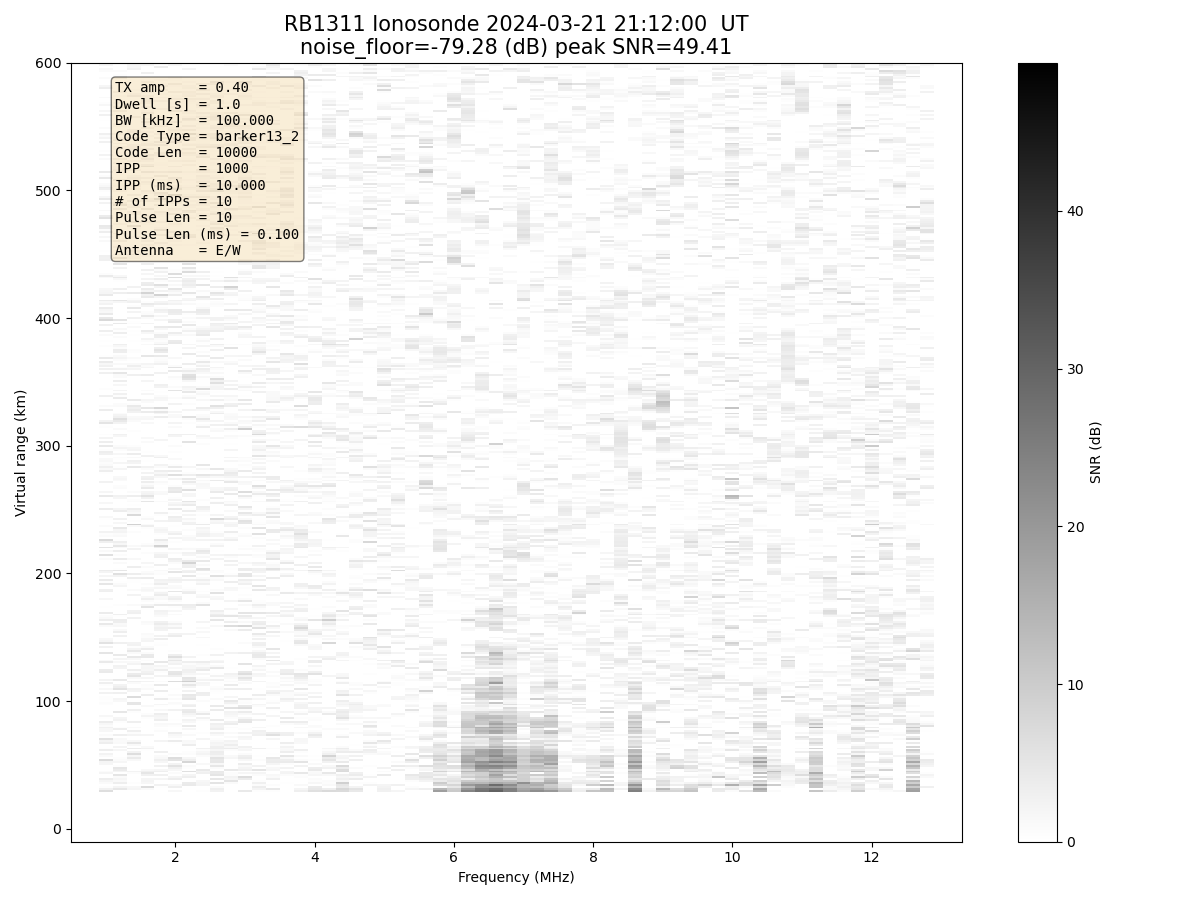 RB1311 Ionosonde 2024-03-21 21:12:00  UT
noise_floor=-79.28 (dB) peak SNR=49.41
TX amp    = 0.40
Dwell [s] = 1.0
BW [kHz]  = 100.000
Code Type = barker13_2
Code Len  = 10000
IPP       = 1000
IPP (ms)  = 10.000
# of IPPs = 10
Pulse Len = 10
Pulse Len (ms) = 0.100
Antenna   = E/W
Virtual range (km)
600
500
400
300
200
100
0
2 4 6 8 10 12
Frequency (MHz)
40
30
20
10
0
SNR (dB)